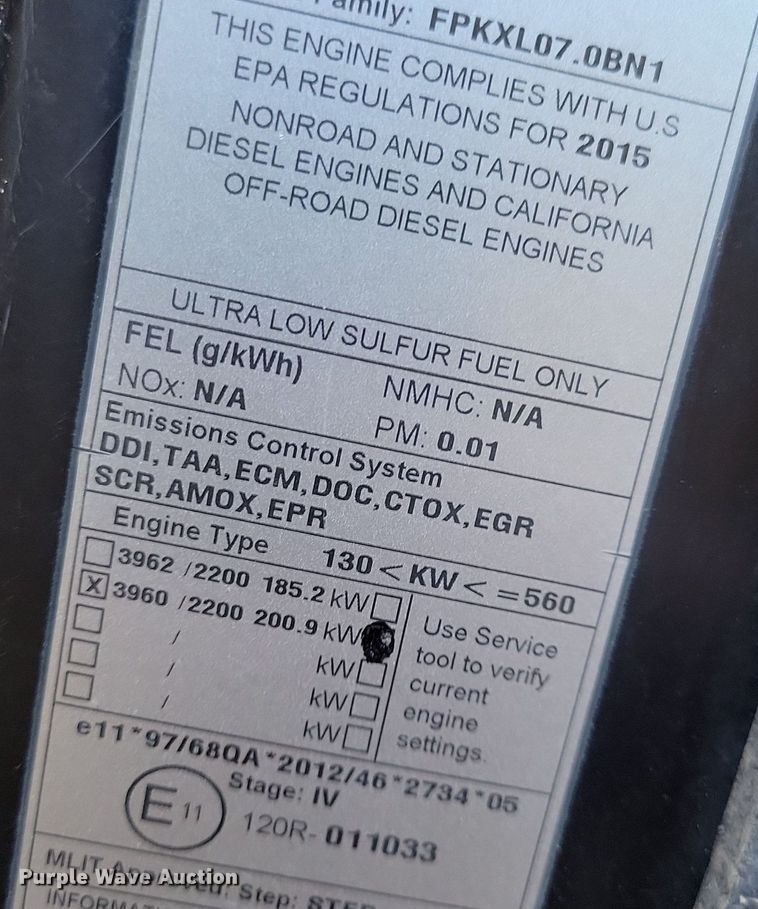 Family: FPKXL07.0BN1
THIS ENGINE COMPLIES WITH U.S
EPA REGULATIONS FOR 2015
NONROAD AND STATIONARY
DIESEL ENGINES AND CALIFORNIA
OFF-ROAD DIESEL ENGINES
ULTRA LOW SULFUR FUEL ONLY
FEL (g/kWh) NMHC: N/A
NOx: N/A PM: 0.01
Emissions Control System
DDI,TAA,ECM,DOC,CTOX,EGR
SCR,AMOX,EPR
Engine Type 130 < KW < =560
3962 /2200 185.2 kW
X 3960 /2200 200.9 kW
/ kW
/ kW
/ kW
Use Service
tool to verify
current
engine
settings.
e11*97/68QA*2012/46*2734*05
Stage: IV
E 11 120R-011033
MLIT Step:
Purple Wave Auction